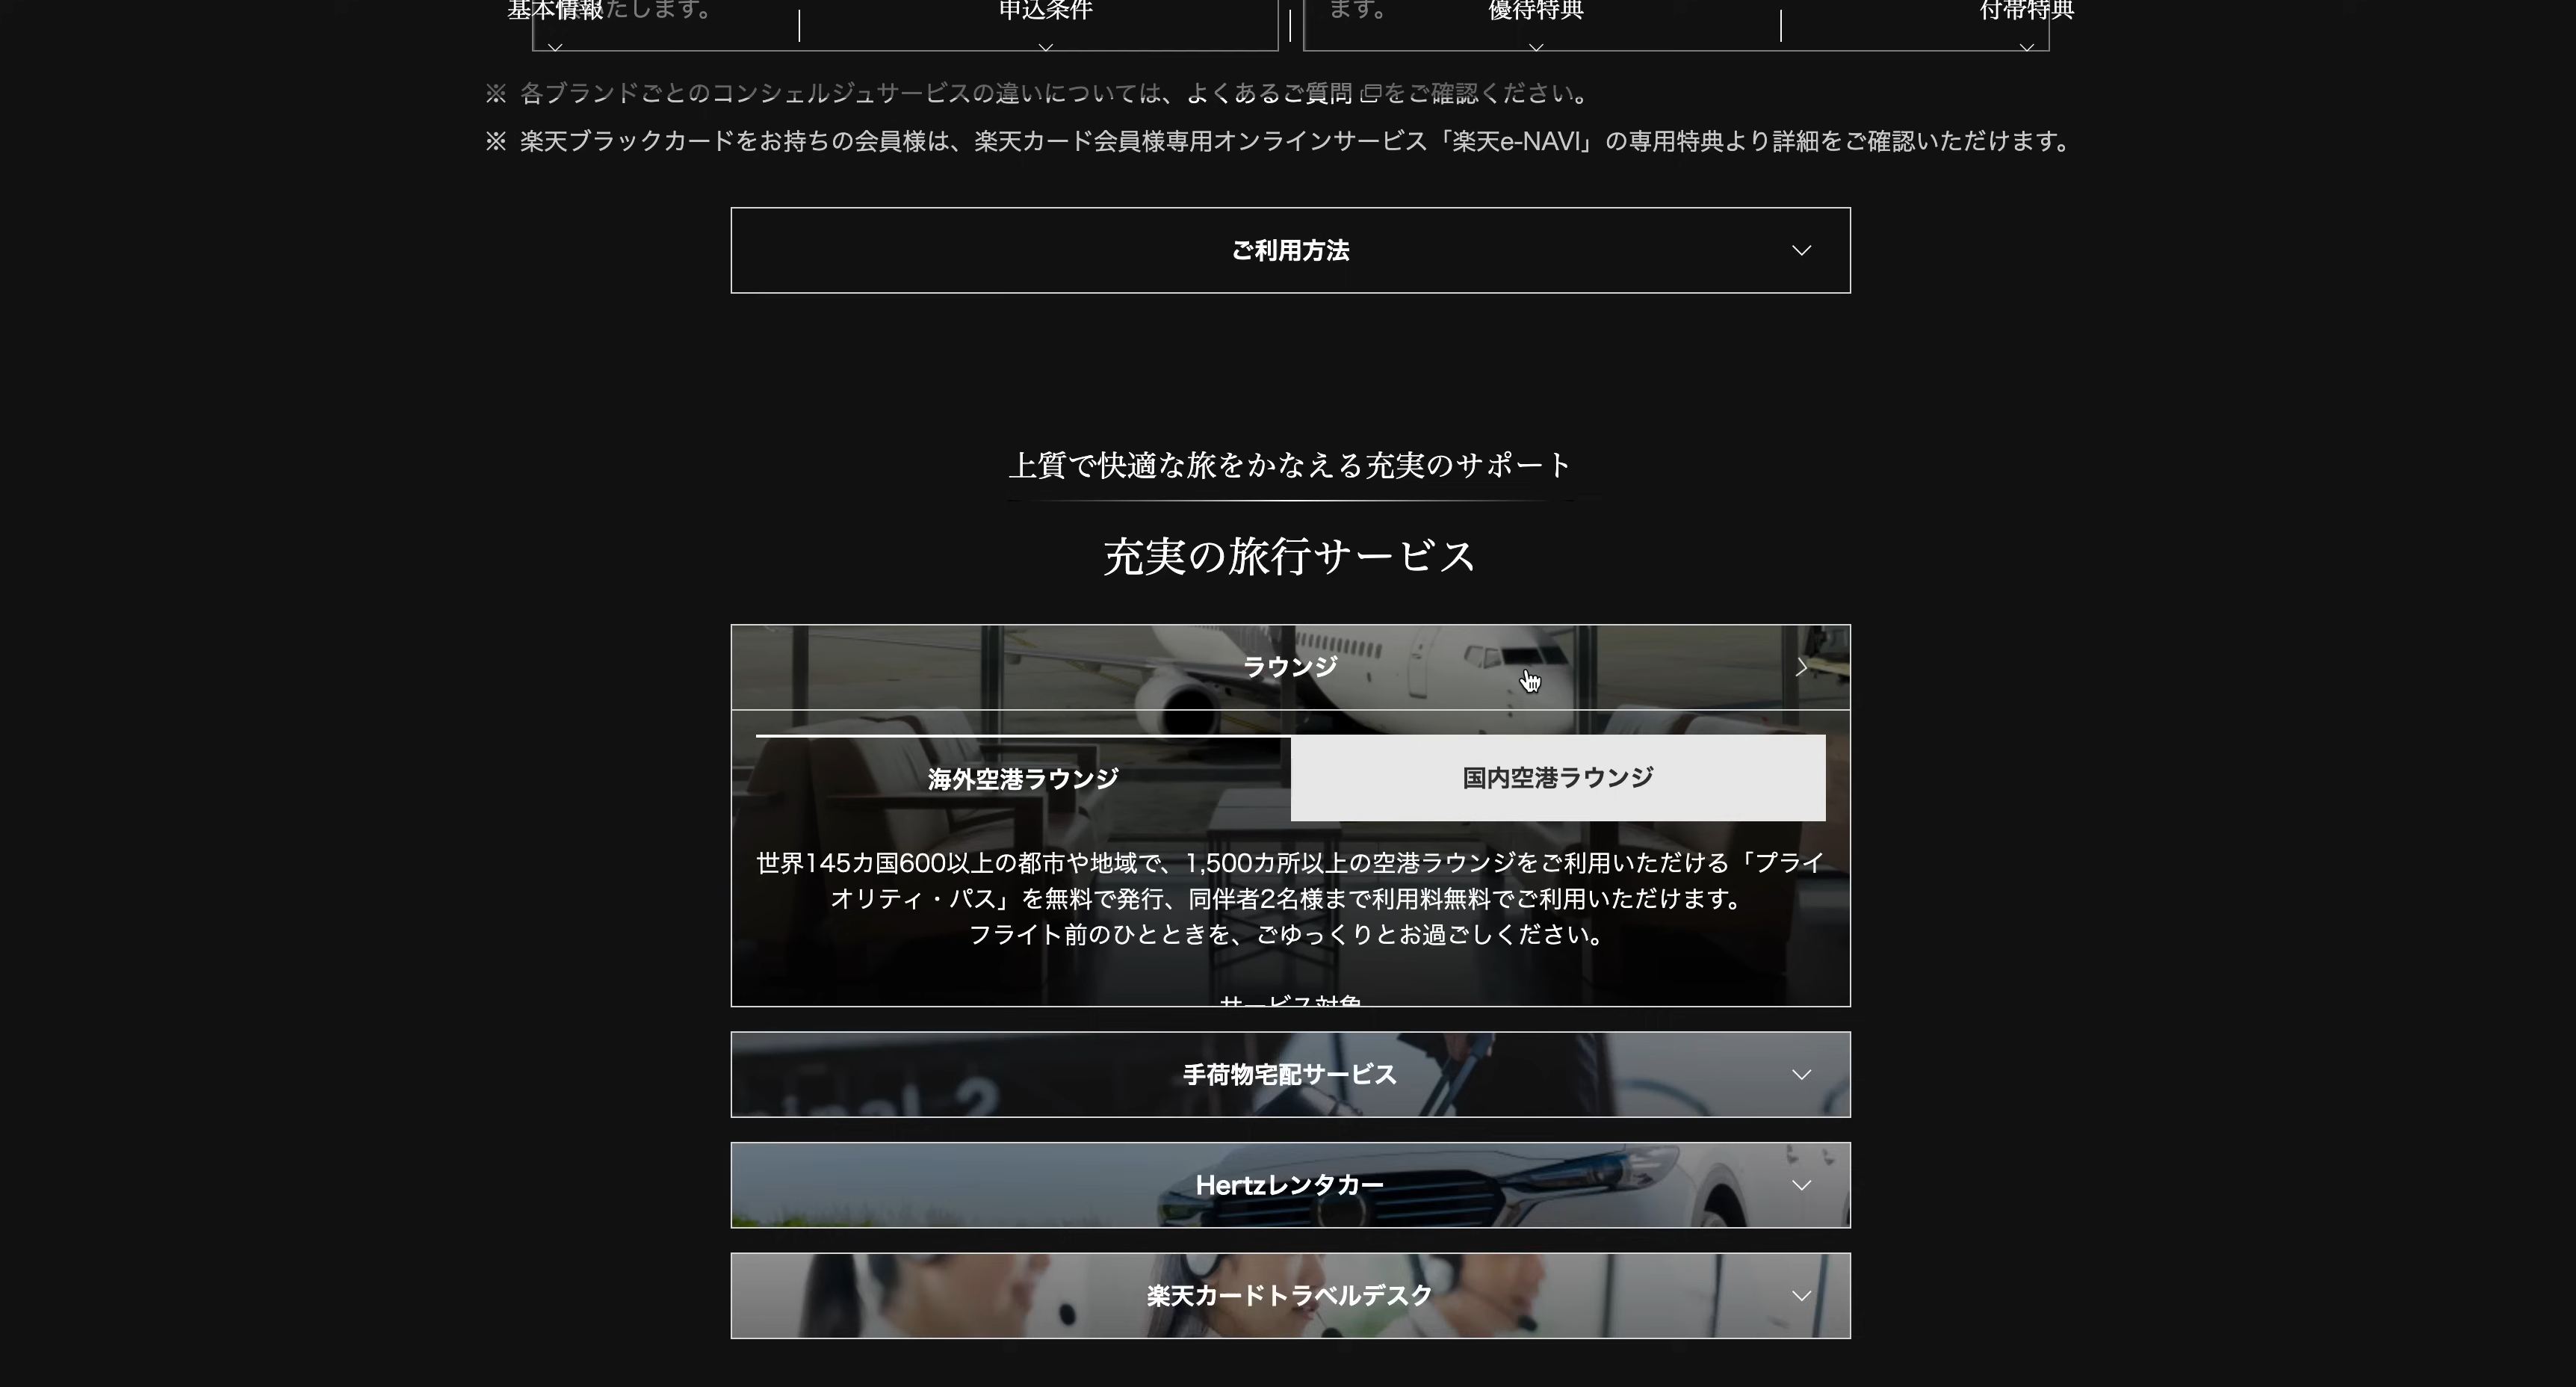 基本情報
たします。
申込条件
ます。
優待特典
付帯特典
※ 各ブランドごとのコンシェルジュサービスの違いについては、よくあるご質問をご確認ください。
※ 楽天ブラックカードをお持ちの会員様は、楽天カード会員様専用オンラインサービス「楽天e-NAVI」の専用特典より詳細をご確認いただけます。
ご利用方法
上質で快適な旅をかなえる充実のサポート
充実の旅行サービス
ラウンジ
海外空港ラウンジ
国内空港ラウンジ
世界145カ国600以上の都市や地域で、1,500カ所以上の空港ラウンジをご利用いただける「プライ
オリティ・パス」を無料で発行、同伴者2名様まで利用料無料でご利用いただけます。
フライト前のひとときを、ごゆっくりとお過ごしください。
サービス対象
手荷物宅配サービス
Hertzレンタカー
楽天カードトラベルデスク